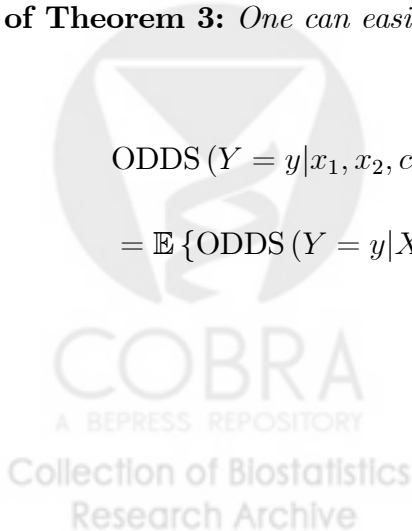 of Theorem 3: One can easi
ODDS (Y = y|x₁, x₂, c
= 𝔼 {ODDS (Y = y|X
COBRA
A BEPRESS REPOSITORY
Collection of Biostatistics
Research Archive